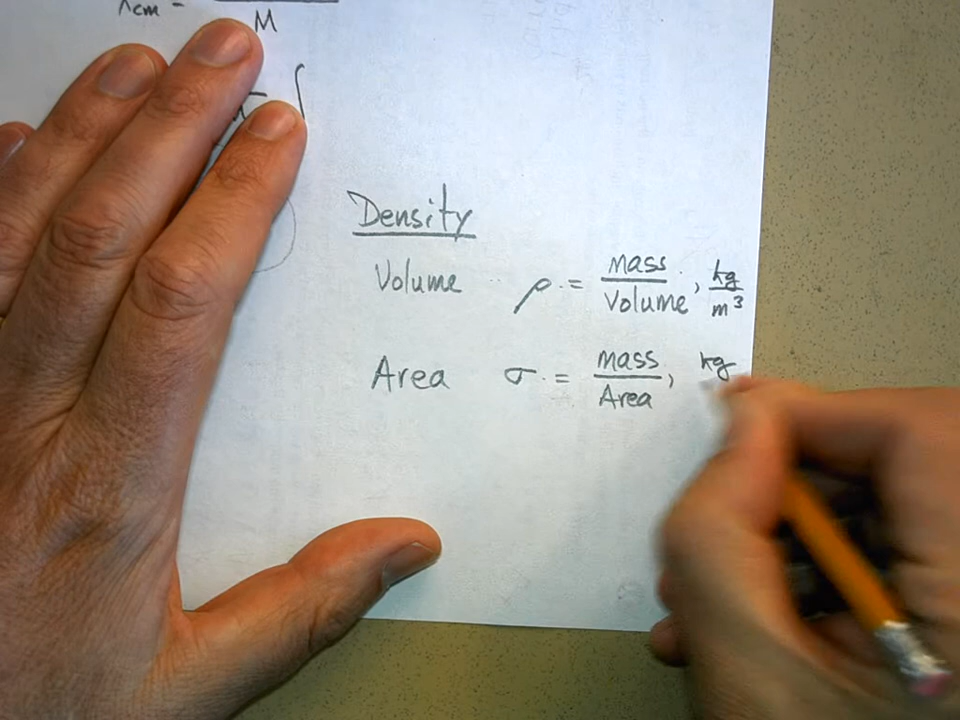 M
∫
Density
Volume ρ = mass/Volume, kg/m³
Area σ = mass/Area, kg